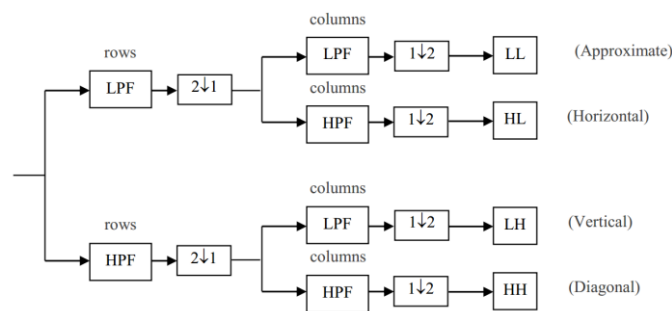 columns
rows
LPF 1↓2 LL (Approximate)
LPF 2↓1
columns
HPF 1↓2 HL (Horizontal)
columns
rows
LPF 1↓2 LH (Vertical)
HPF 2↓1
columns
HPF 1↓2 HH (Diagonal)